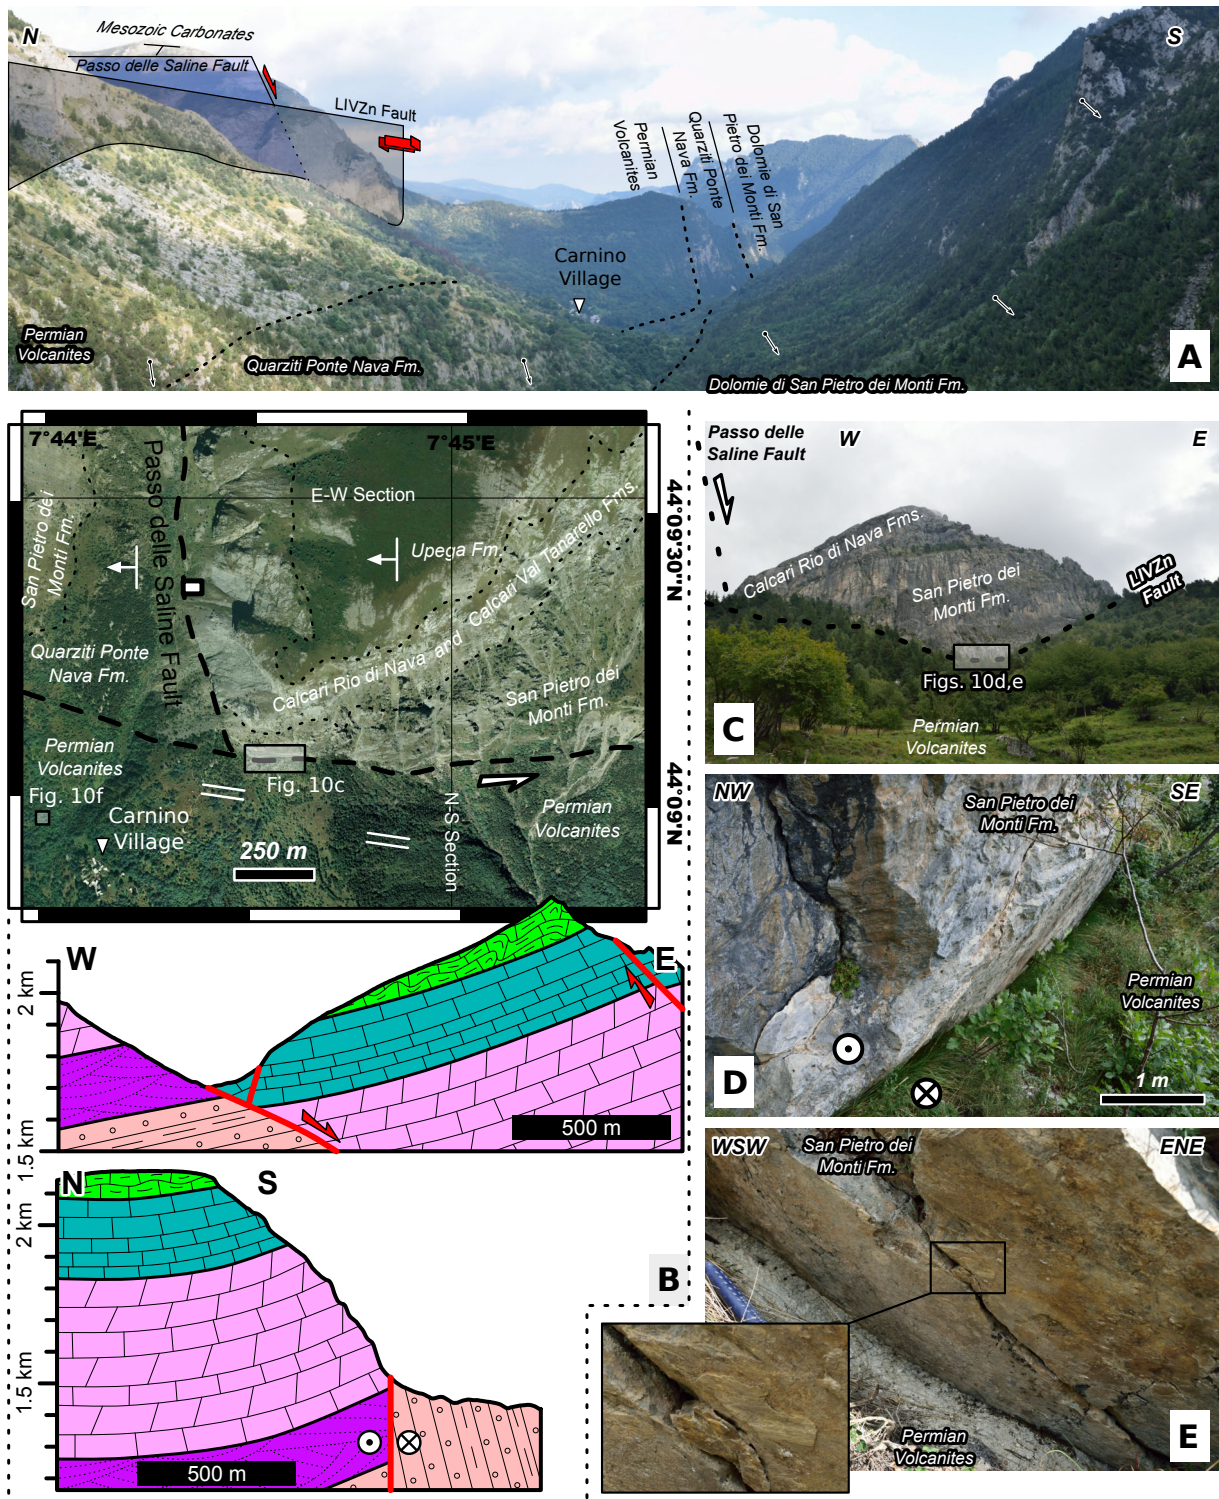 N
Mesozoic Carbonates
Passo delle Saline Fault
LIVZn Fault
S
Permian
Volcanites
Quarziti Ponte
Nava Fm.
Dolomie di San
Pietro dei Monti Fm.
Carnino
Village
Permian
Volcanites
Quarziti Ponte Nava Fm.
Dolomie di San Pietro dei Monti Fm.
A
7°44'E
7°45'E
44°09'30"N
44°09'N
San Pietro dei
Monti Fm.
Passo delle Saline Fault
E-W Section
Upega Fm.
Calcari Rio di Nava and Calcari Val Tanarello Fms.
Quarziti Ponte
Nava Fm.
San Pietro dei
Monti Fm.
Permian
Volcanites
Fig. 10f
Fig. 10c
Carnino
Village
250 m
N-S Section
Permian
Volcanites
W
E
2 km
1.5 km
500 m
N
S
2 km
1.5 km
500 m
B
Passo delle
Saline Fault
W
E
Calcari Rio di Nava Fms.
San Pietro dei
Monti Fm.
LIVZn
Fault
Figs. 10d,e
Permian
Volcanites
C
NW
SE
San Pietro dei
Monti Fm.
Permian
Volcanites
D
1 m
WSW
ENE
San Pietro dei
Monti Fm.
Permian
Volcanites
E